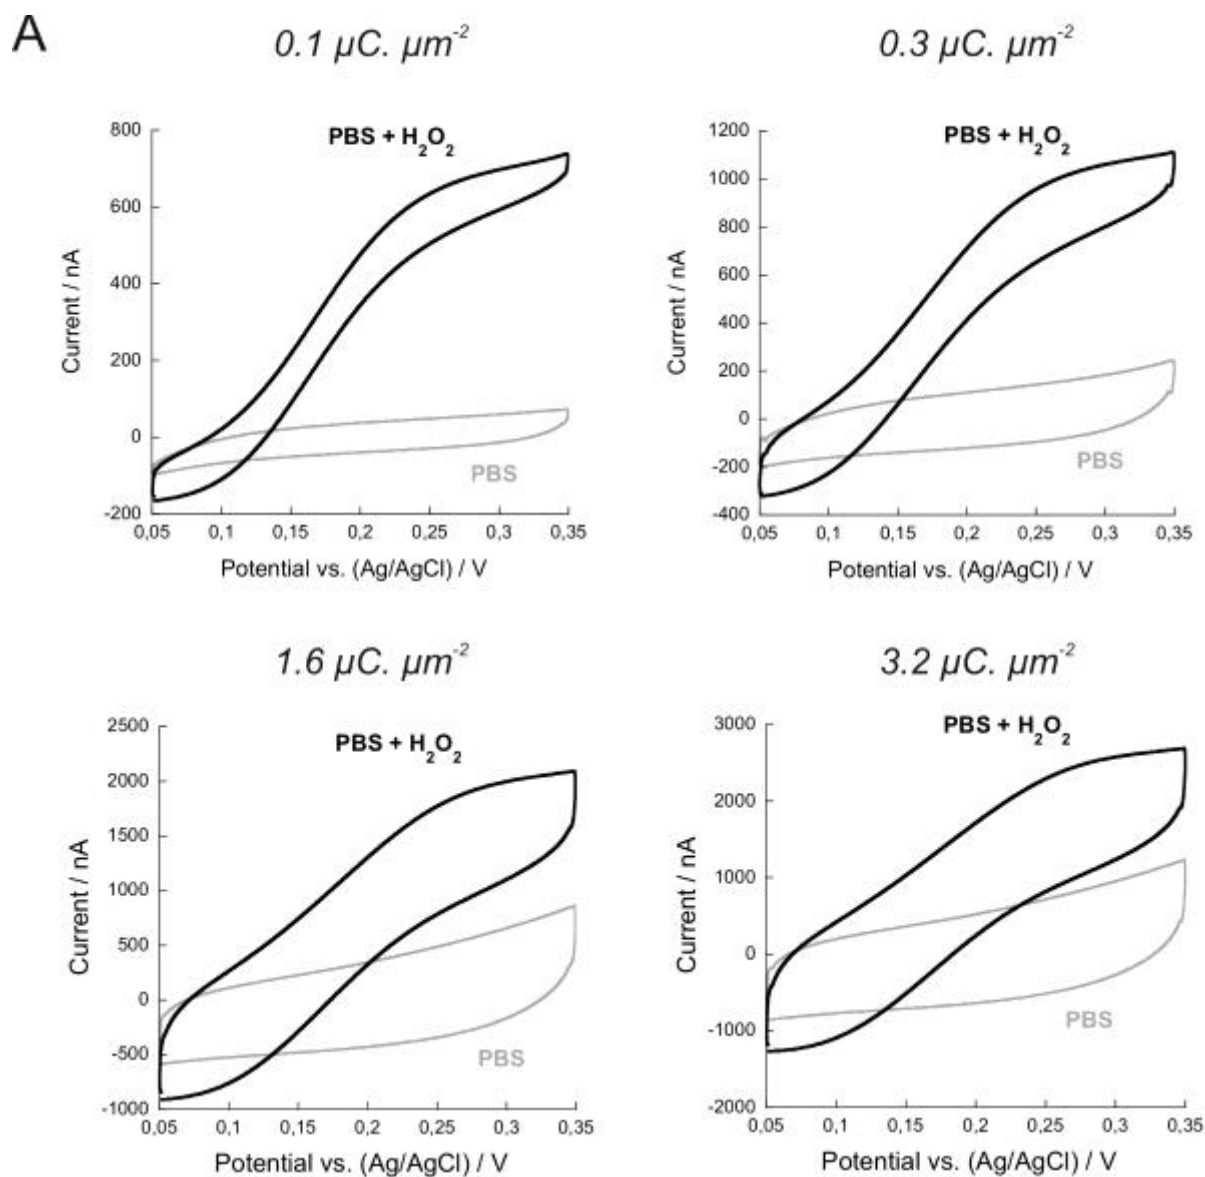 A
0.1 µC. µm⁻²
PBS + H₂O₂
800
600
400
200
0
-200
Current / nA
PBS
0,05 0,1 0,15 0,2 0,25 0,3 0,35
Potential vs. (Ag/AgCl) / V
0.3 µC. µm⁻²
PBS + H₂O₂
1200
1000
800
600
400
200
0
-200
-400
Current / nA
PBS
0,05 0,1 0,15 0,2 0,25 0,3 0,35
Potential vs. (Ag/AgCl) / V
1.6 µC. µm⁻²
PBS + H₂O₂
2500
2000
1500
1000
500
0
-500
-1000
Current / nA
PBS
0,05 0,1 0,15 0,2 0,25 0,3 0,35
Potential vs. (Ag/AgCl) / V
3.2 µC. µm⁻²
PBS + H₂O₂
3000
2000
1000
0
-1000
-2000
Current / nA
PBS
0,05 0,1 0,15 0,2 0,25 0,3 0,35
Potential vs. (Ag/AgCl) / V